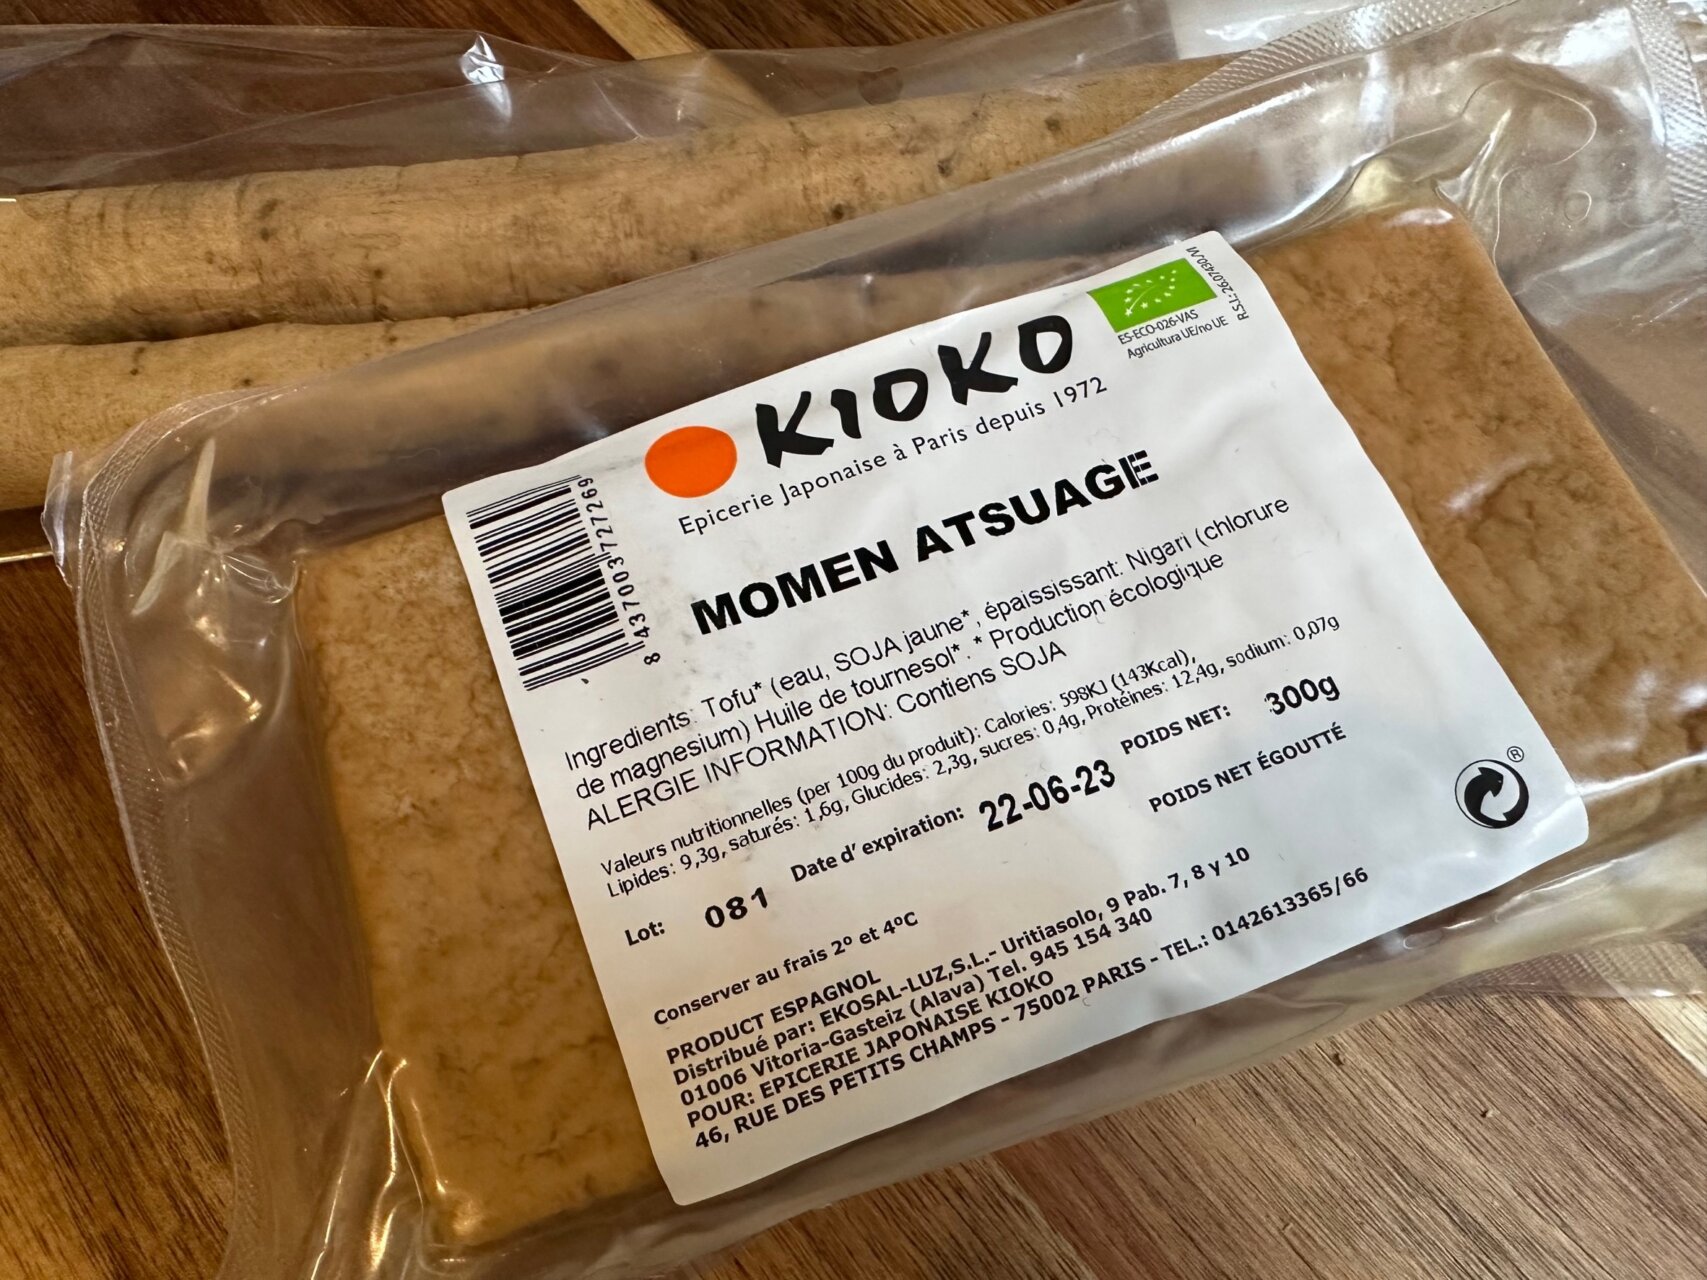 KIOKO
Epicerie Japonaise à Paris depuis 1972
ES-ECO-026-VAS
Agricultura UE/no UE
R.S.I.: 26.07430/VI
8437003727269
MOMEN ATSUAGE
Ingredients: Tofu* (eau, SOJA jaune*, épaississant: Nigari (chlorure
de magnesium) Huile de tournesol*. * Production écologique
ALERGIE INFORMATION: Contiens SOJA
Valeurs nutritionnelles (per 100g du produit): Calories: 598KJ (143Kcal),
Lipides: 9,3g, saturés: 1,6g, Glucides: 2,3g, sucres: 0,4g, Protéines: 12,4g, sodium: 0,07g
Lot: 081 Date d' expiration: 22-06-23 POIDS NET: 300g
POIDS NET ÉGOUTTÉ
Conserver au frais 2º et 4ºC
PRODUCT ESPAGNOL
Distribué par: EKOSAL-LUZ,S.L.- Uritiasolo, 9 Pab. 7, 8 y 10
01006 Vitoria-Gasteiz (Alava) Tel. 945 154 340
POUR: EPICERIE JAPONAISE KIOKO
46, RUE DES PETITS CHAMPS - 75002 PARIS - TEL.: 0142613365/66
®